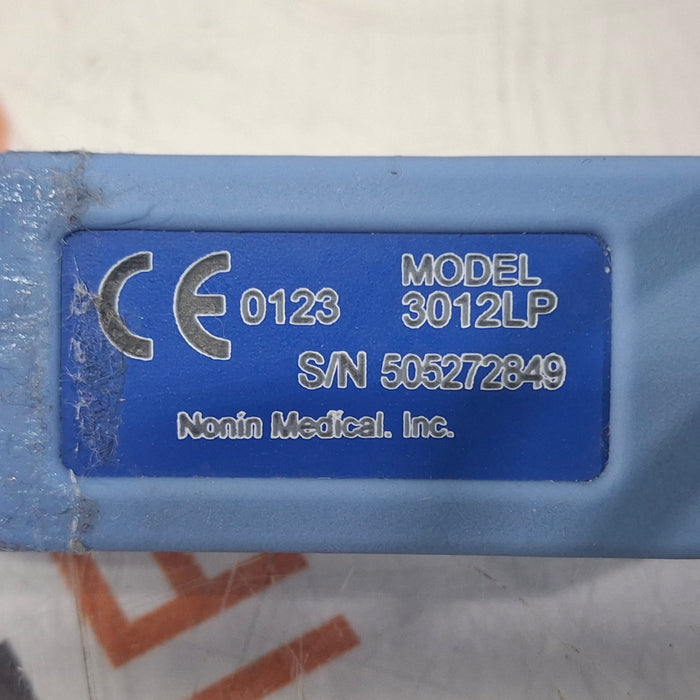 CE 0123
MODEL
3012LP
S/N 505272849
Nonin Medical. Inc.